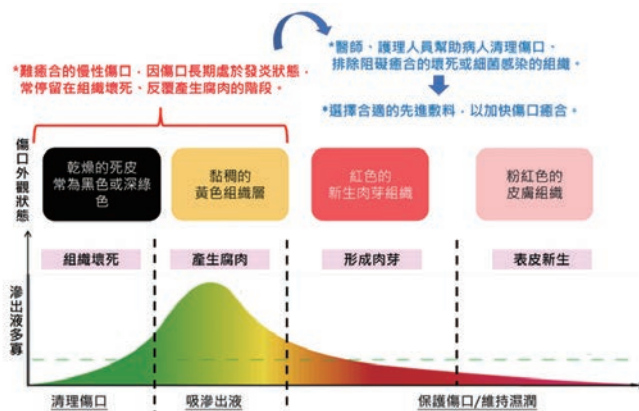 *難癒合的慢性傷口，因傷口長期處於發炎狀態，
常停留在組織壞死、反覆產生腐肉的階段。
*醫師、護理人員幫助病人清理傷口，
排除阻礙癒合的壞死或細菌感染的組織。
*選擇合適的先進敷料，以加快傷口癒合。
傷口外觀狀態
乾燥的死皮
常為黑色或深綠
色
黏稠的
黃色組織層
紅色的
新生肉芽組織
粉紅色的
皮膚組織
組織壞死
產生腐肉
形成肉芽
表皮新生
滲出液多寡
清理傷口
吸滲出液
保護傷口/維持濕潤